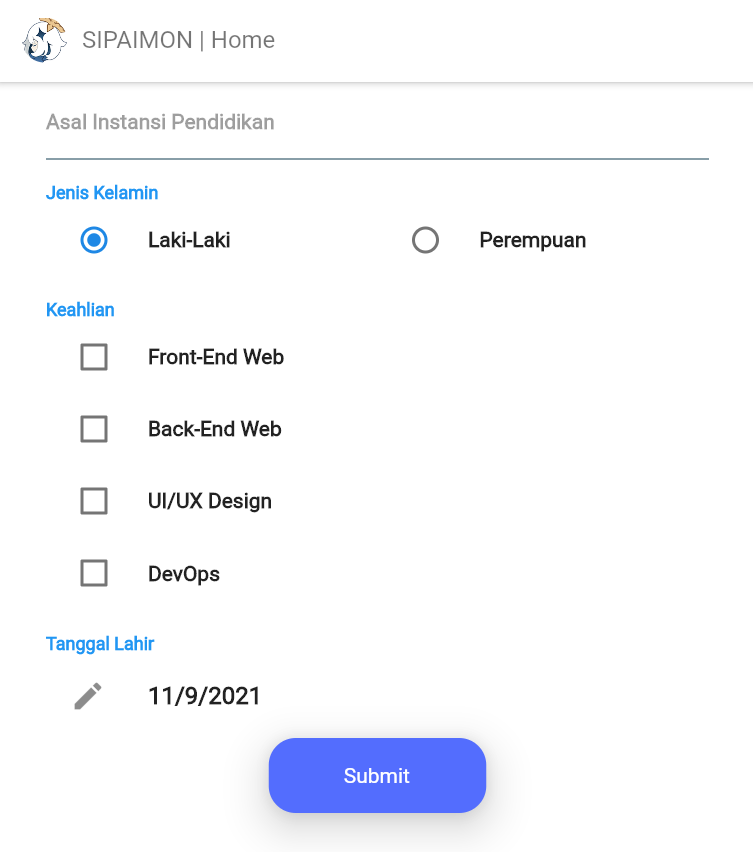 SIPAIMON | Home
Asal Instansi Pendidikan
Jenis Kelamin
Laki-Laki Perempuan
Keahlian
Front-End Web
Back-End Web
UI/UX Design
DevOps
Tanggal Lahir
11/9/2021
Submit